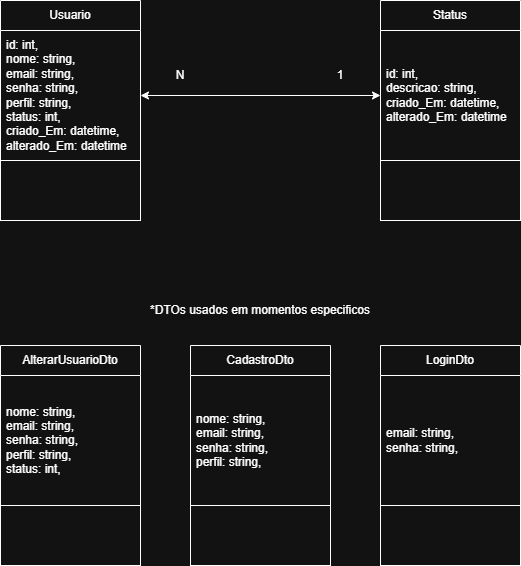 Usuario
id: int,
nome: string,
email: string,
senha: string,
perfil: string,
status: int,
criado_Em: datetime,
alterado_Em: datetime
N
1
Status
id: int,
descricao: string,
criado_Em: datetime,
alterado_Em: datetime
*DTOs usados em momentos especificos
AlterarUsuarioDto
nome: string,
email: string,
senha: string,
perfil: string,
status: int,
CadastroDto
nome: string,
email: string,
senha: string,
perfil: string,
LoginDto
email: string,
senha: string,